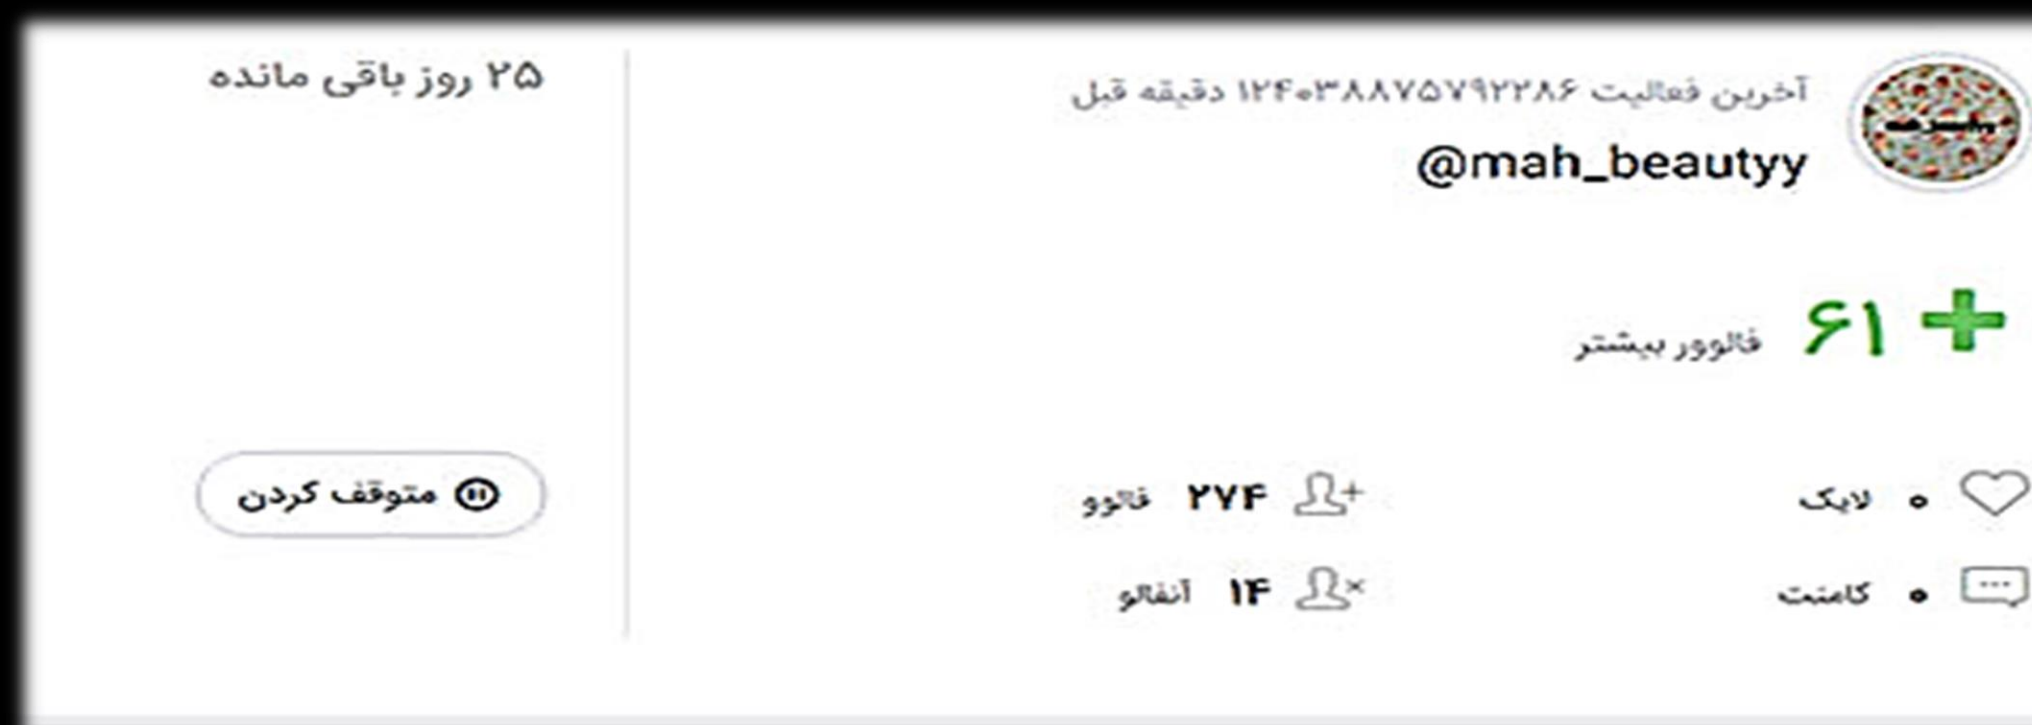 آخرین فعالیت ۱۲۴۰۳۸۸۷۵۷۹۲۲۸۶ دقیقه قبل
@mah_beautyy
۶۱ فالوور بیشتر
۰ لایک
۲۷۴ فالوو
۰ کامنت
۱۴ آنفالو
۲۵ روز باقی مانده
متوقف کردن